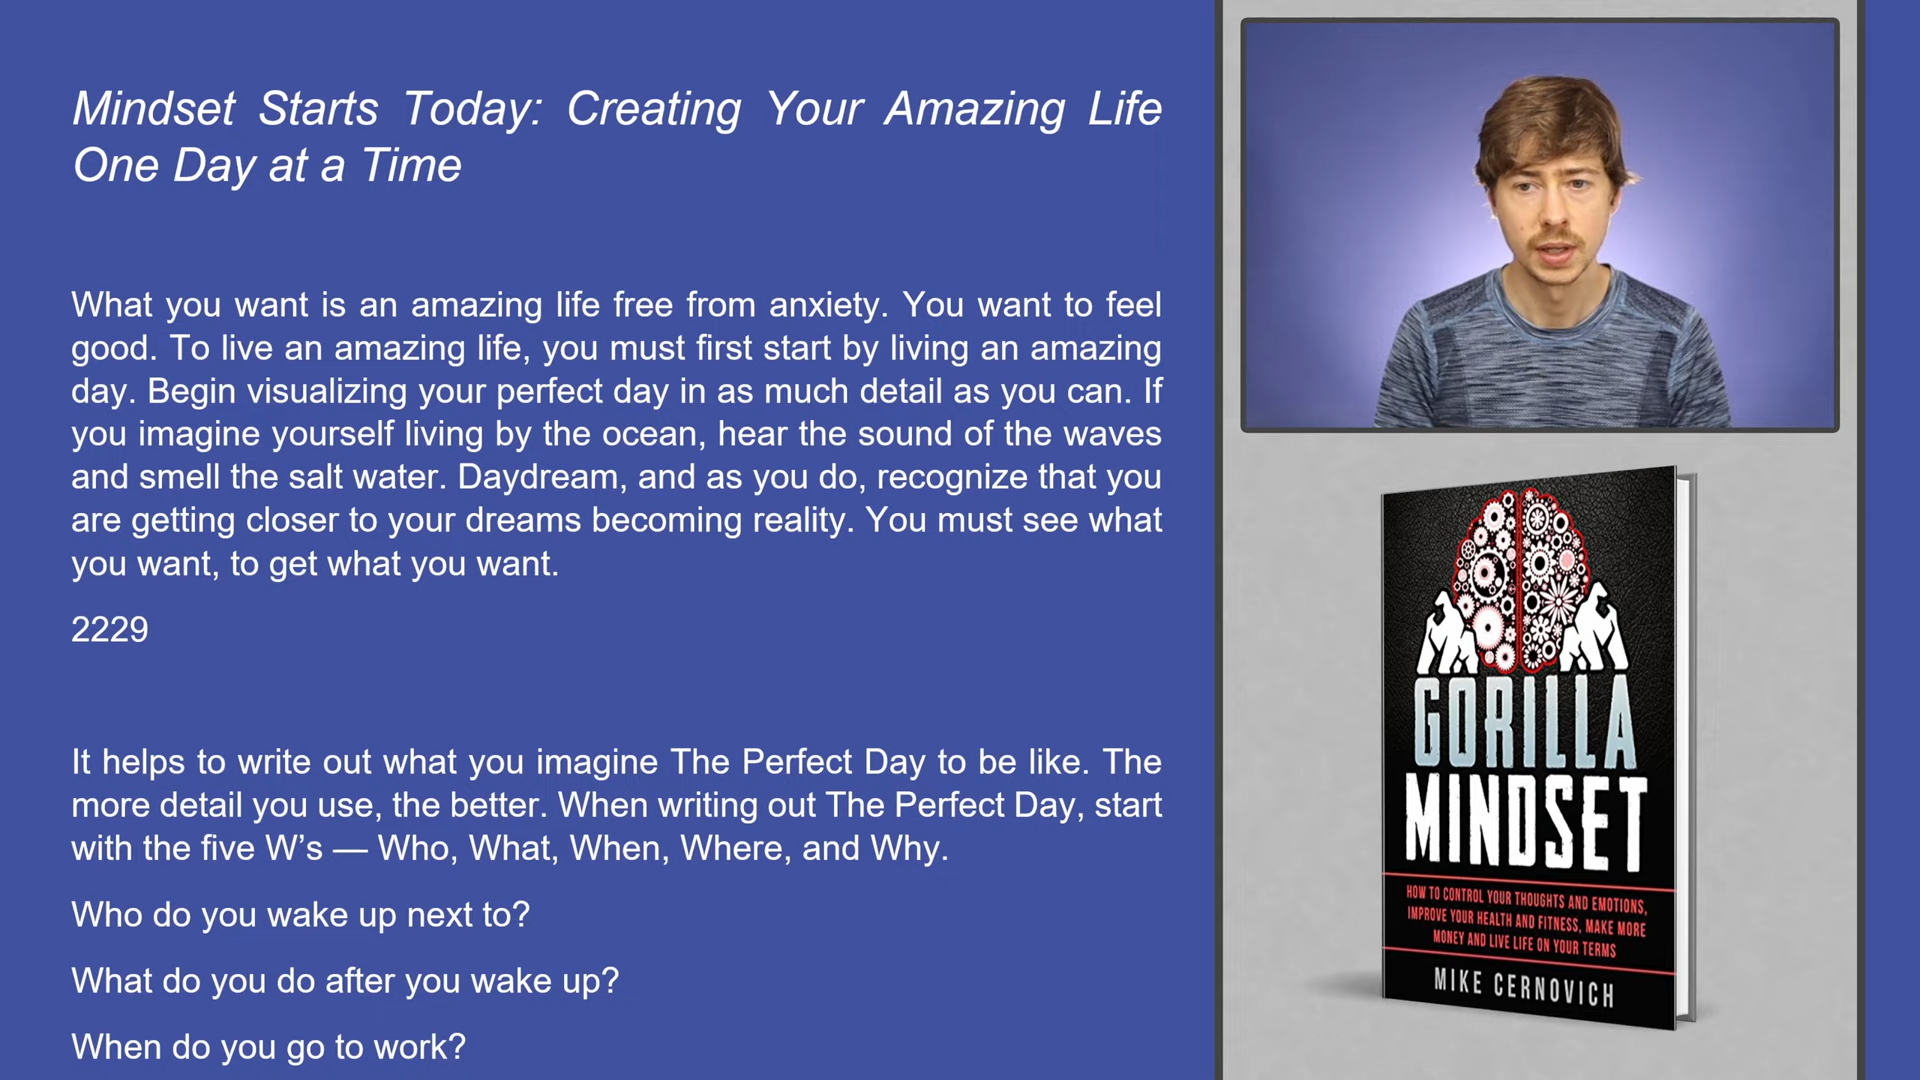 Mindset Starts Today: Creating Your Amazing Life
One Day at a Time
What you want is an amazing life free from anxiety. You want to feel
good. To live an amazing life, you must first start by living an amazing
day. Begin visualizing your perfect day in as much detail as you can. If
you imagine yourself living by the ocean, hear the sound of the waves
and smell the salt water. Daydream, and as you do, recognize that you
are getting closer to your dreams becoming reality. You must see what
you want, to get what you want.
2229
It helps to write out what you imagine The Perfect Day to be like. The
more detail you use, the better. When writing out The Perfect Day, start
with the five W’s — Who, What, When, Where, and Why.
Who do you wake up next to?
What do you do after you wake up?
When do you go to work?
GORILLA
MINDSET
HOW TO CONTROL YOUR THOUGHTS AND EMOTIONS,
IMPROVE YOUR HEALTH AND FITNESS, MAKE MORE
MONEY AND LIVE LIFE ON YOUR TERMS
MIKE CERNOVICH